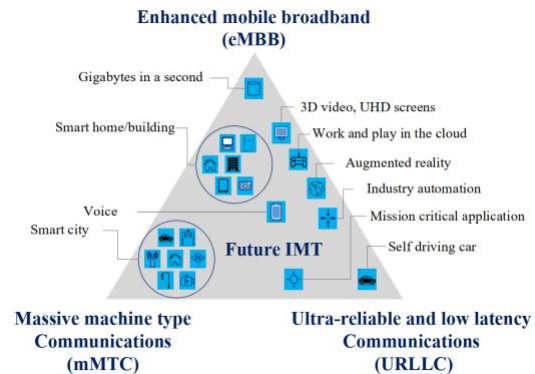 Enhanced mobile broadband
(eMBB)
Gigabytes in a second
3D video, UHD screens
Smart home/building
Work and play in the cloud
Augmented reality
Industry automation
Voice
Mission critical application
Smart city
Future IMT
Self driving car
Massive machine type
Communications
(mMTC)
Ultra-reliable and low latency
Communications
(URLLC)